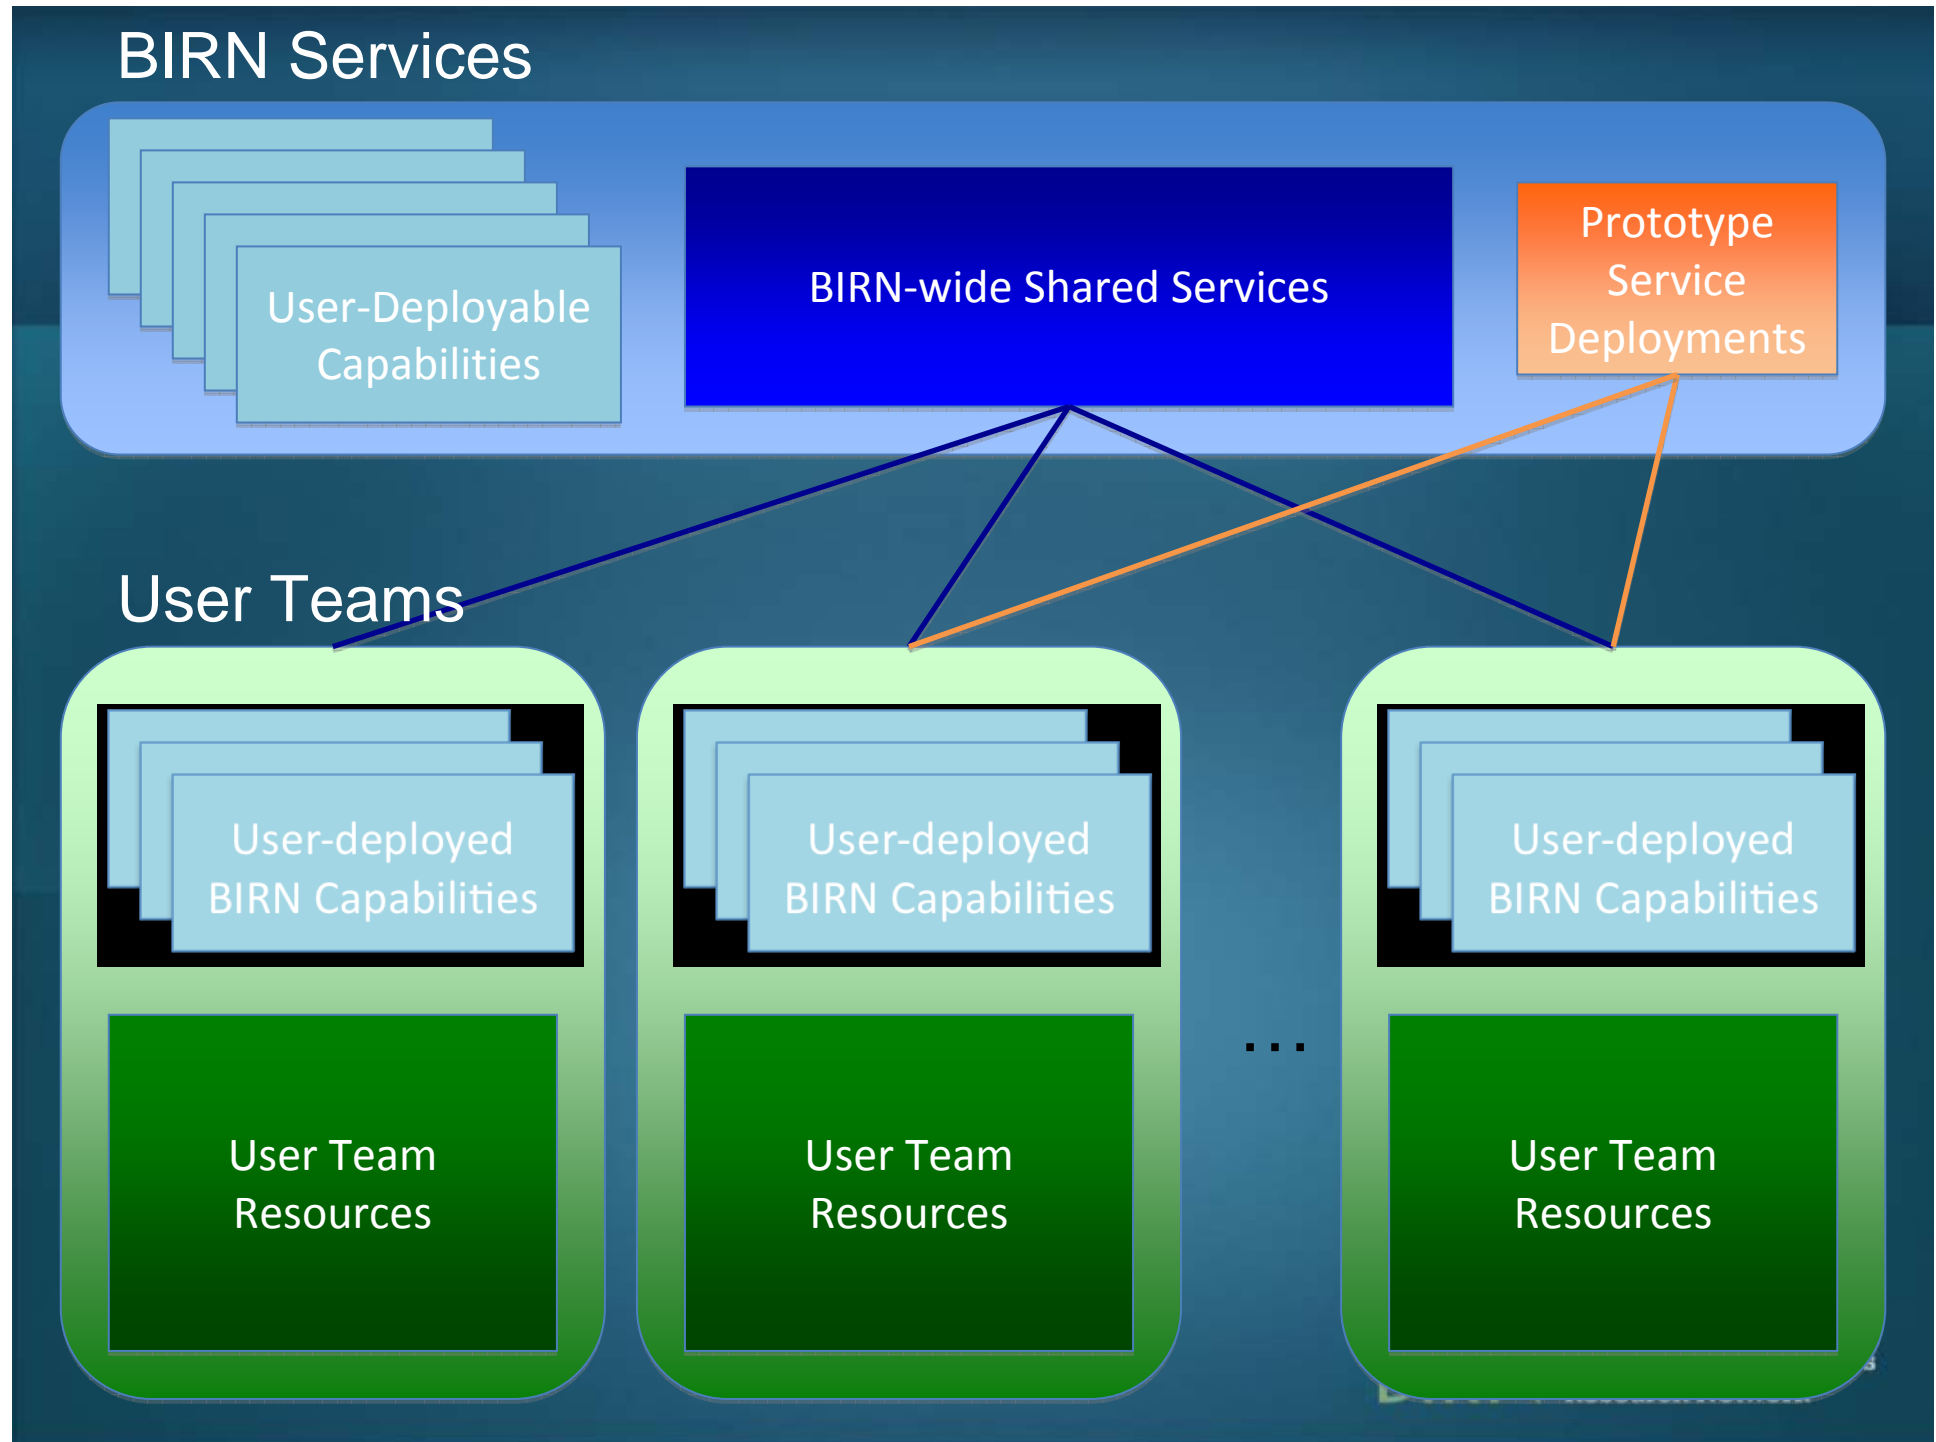 BIRN Services
User-Deployable
Capabilities
BIRN-wide Shared Services
Prototype
Service
Deployments
User Teams
User-deployed
BIRN Capabilities
User-deployed
BIRN Capabilities
User-deployed
BIRN Capabilities
User Team
Resources
User Team
Resources
...
User Team
Resources